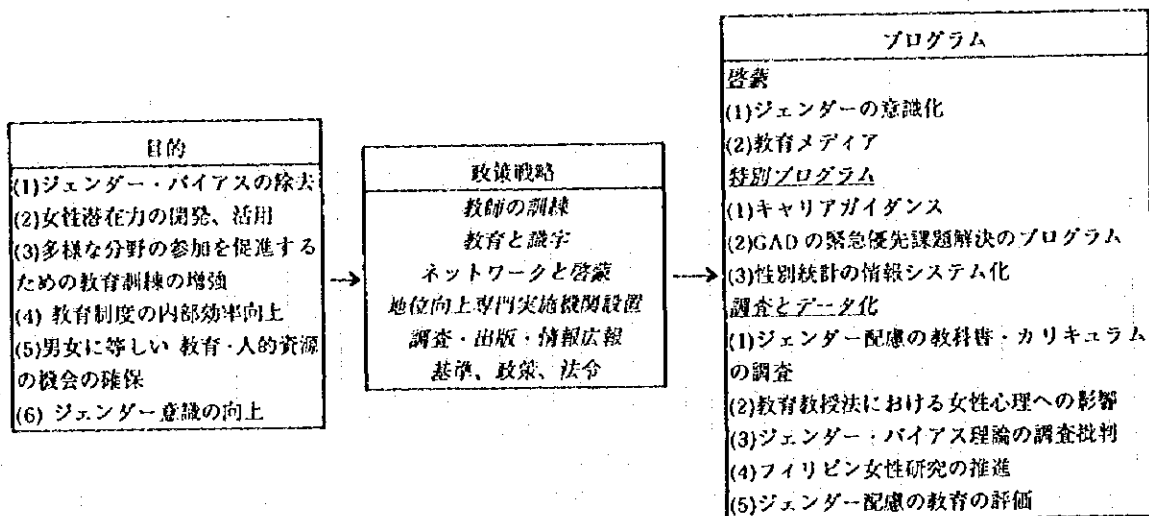 目的
(1)ジェンダー・バイアスの除去
(2)女性潜在力の開発、活用
(3)多様な分野の参加を促進する
ための教育訓練の増強
(4) 教育制度の内部効率向上
(5)男女に等しい 教育・人的資源
の機会の確保
(6) ジェンダー意識の向上
政策戦略
教師の訓練
教育と識字
ネットワークと啓蒙
地位向上専門実施機関設置
調査・出版・情報広報
基準、政策、法令
プログラム
啓蒙
(1)ジェンダーの意識化
(2)教育メディア
特別プログラム
(1)キャリアガイダンス
(2)GADの緊急優先課題解決のプログラム
(3)性別統計の情報システム化
調査とデータ化
(1)ジェンダー配慮の教科書・カリキュラム
の調査
(2)教育教授法における女性心理への影響
(3)ジェンダー・バイアス理論の調査批判
(4)フィリピン女性研究の推進
(5)ジェンダー配慮の教育の評価